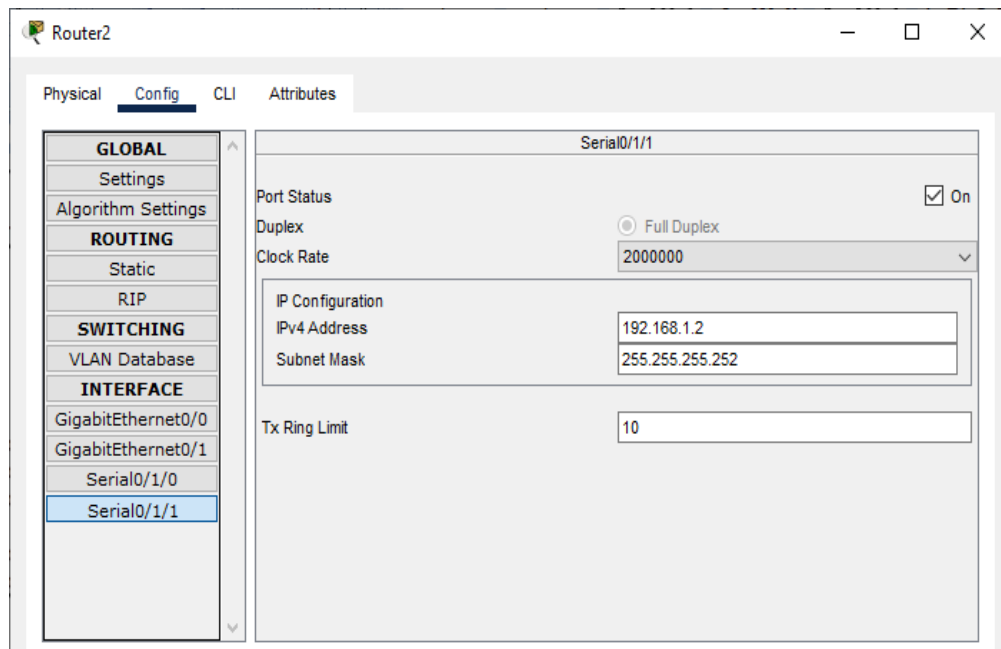 Router2
Physical Config CLI Attributes
GLOBAL
Settings
Algorithm Settings
ROUTING
Static
RIP
SWITCHING
VLAN Database
INTERFACE
GigabitEthernet0/0
GigabitEthernet0/1
Serial0/1/0
Serial0/1/1
Serial0/1/1
Port Status On
Duplex Full Duplex
Clock Rate 2000000
IP Configuration
IPv4 Address 192.168.1.2
Subnet Mask 255.255.255.252
Tx Ring Limit 10